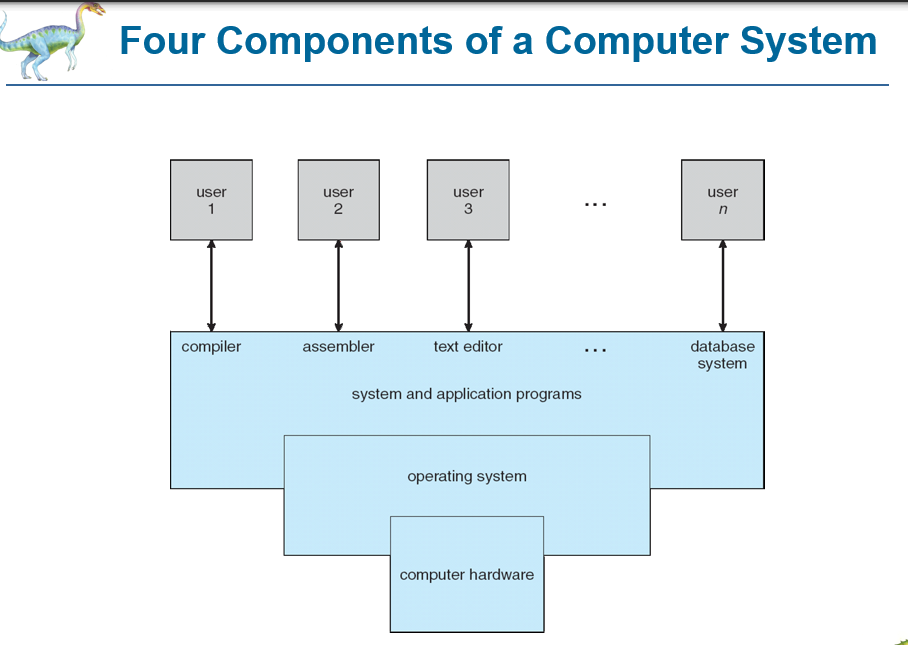 Four Components of a Computer System
user
1
user
2
user
3
...
user
n
compiler
assembler
text editor
...
database
system
system and application programs
operating system
computer hardware